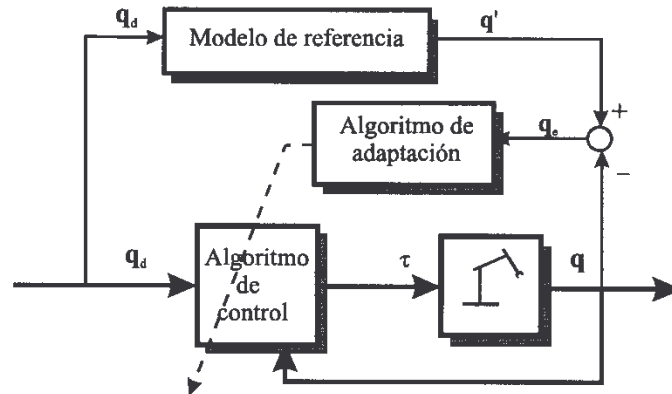 q_d
Modelo de referencia
q'
+
Algoritmo de
adaptación
q_e
−
q_d
Algoritmo
de
control
τ
q